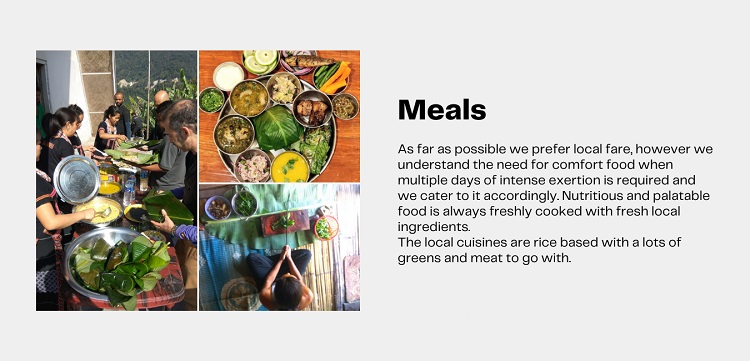 Meals
As far as possible we prefer local fare, however we
understand the need for comfort food when
multiple days of intense exertion is required and
we cater to it accordingly. Nutritious and palatable
food is always freshly cooked with fresh local
ingredients.
The local cuisines are rice based with a lots of
greens and meat to go with.